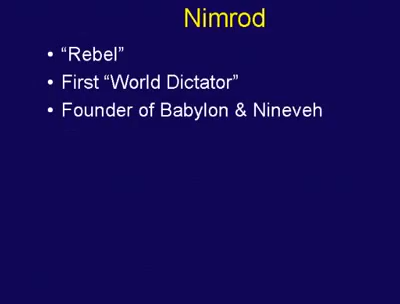 Nimrod
• “Rebel”
• First “World Dictator”
• Founder of Babylon & Nineveh